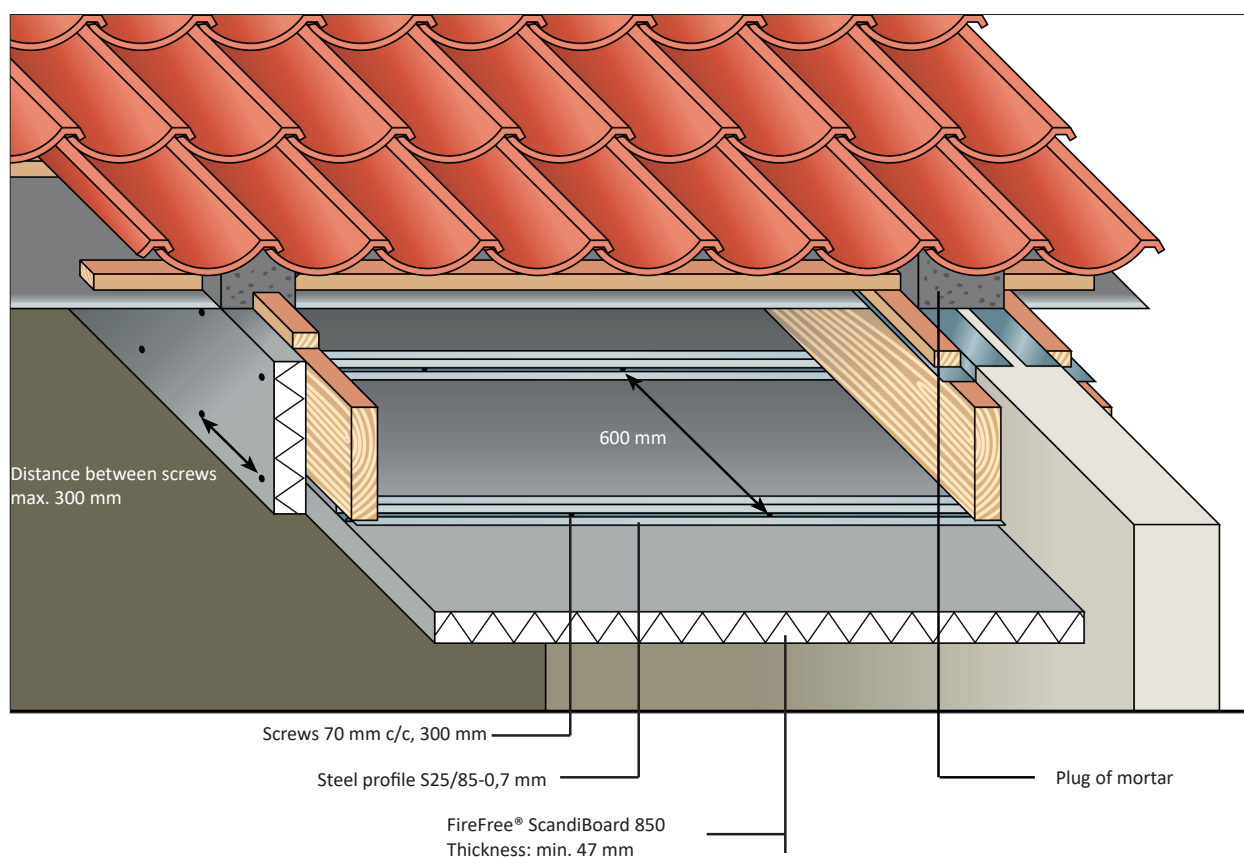 600 mm
Distance between screws
max. 300 mm
Screws 70 mm c/c, 300 mm
Steel profile S25/85-0,7 mm
Plug of mortar
FireFree® ScandiBoard 850
Thickness: min. 47 mm